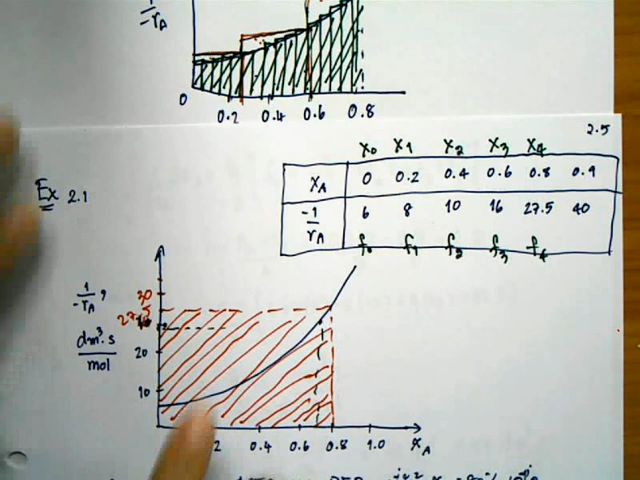 1
-rA
0 0.2 0.4 0.6 0.8
2.5
Ex 2.1
x0 x1 x2 x3 x4
XA 0 0.2 0.4 0.6 0.8 0.9
-1/rA 6 8 10 16 27.5 40
f0 f1 f2 f3 f4
1/-rA,
dm³.s
mol
30
27.5
20
10
2 0.4 0.6 0.8 1.0 XA